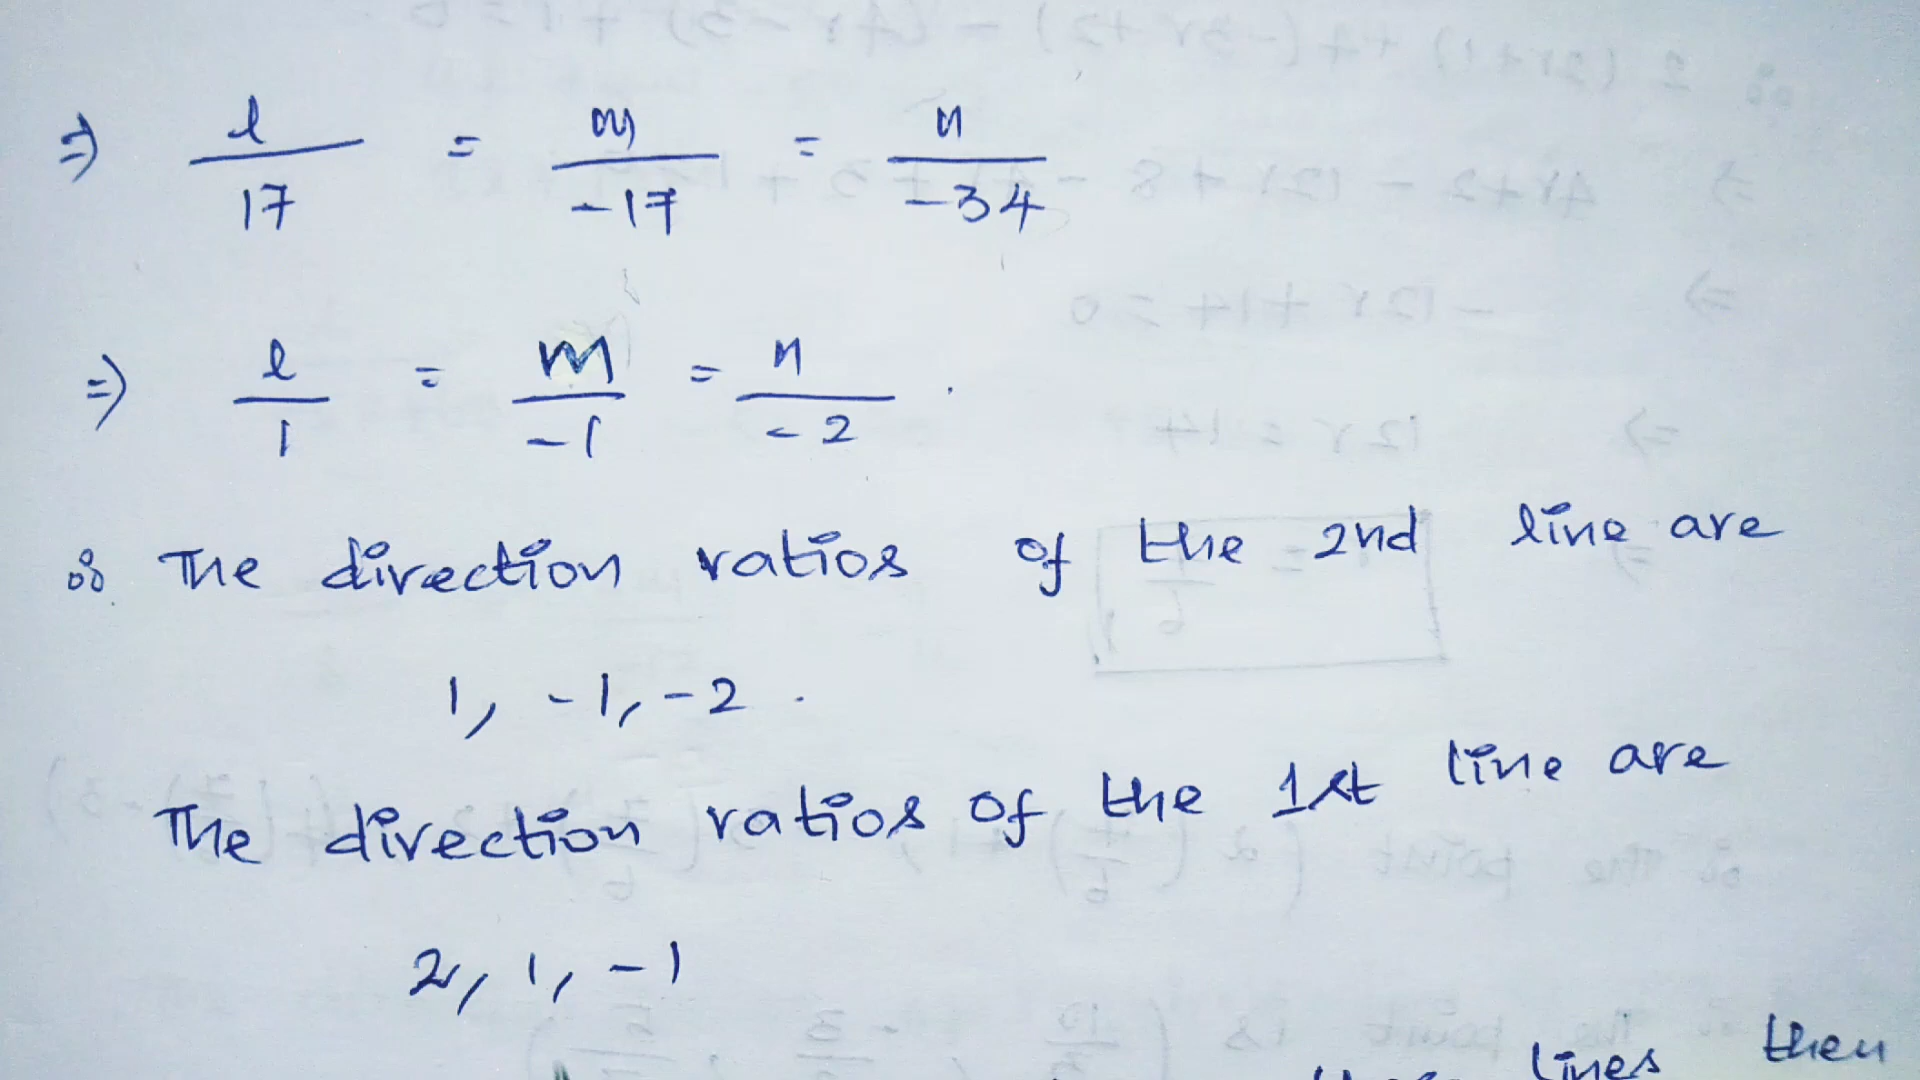 ⇒ l/17 = m/-17 = n/-34
⇒ l/1 = m/-1 = n/-2 .
∴ The direction ratios of the 2nd line are
1, -1, -2 .
The direction ratios of the 1st line are
2, 1, -1
lines then